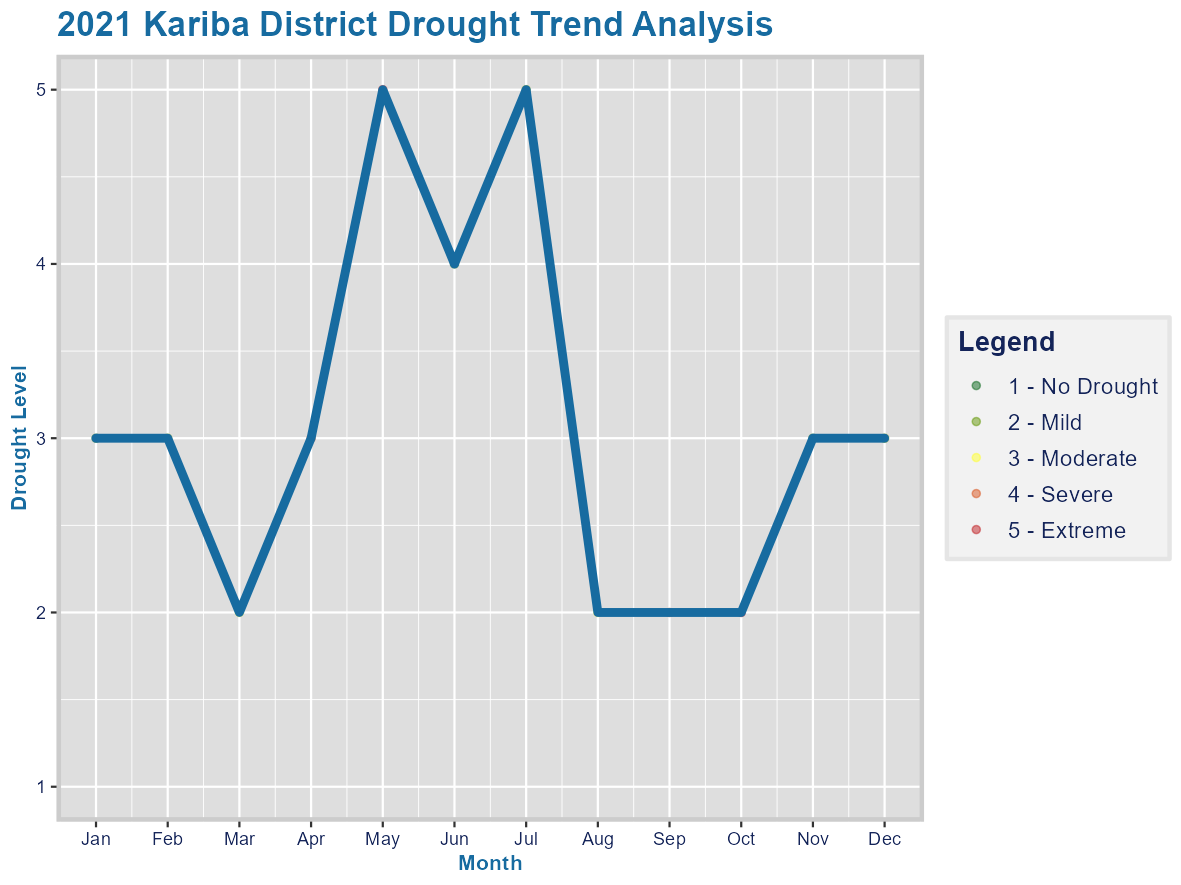 2021 Kariba District Drought Trend Analysis
5
4
3
2
1
Drought Level
Jan Feb Mar Apr May Jun Jul Aug Sep Oct Nov Dec
Month
Legend
1 - No Drought
2 - Mild
3 - Moderate
4 - Severe
5 - Extreme